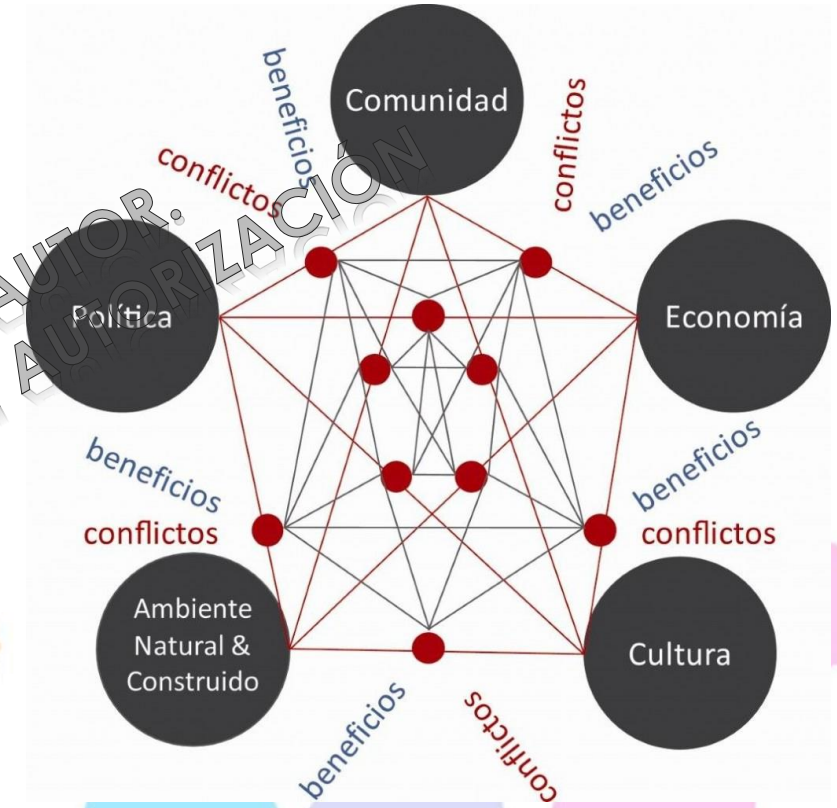 Comunidad
beneficios
conflictos
conflictos
beneficios
AUTOR.
AUTORIZACIÓN
Política
Economía
beneficios
conflictos
beneficios
conflictos
Ambiente
Natural &
Construido
Cultura
beneficios
conflictos